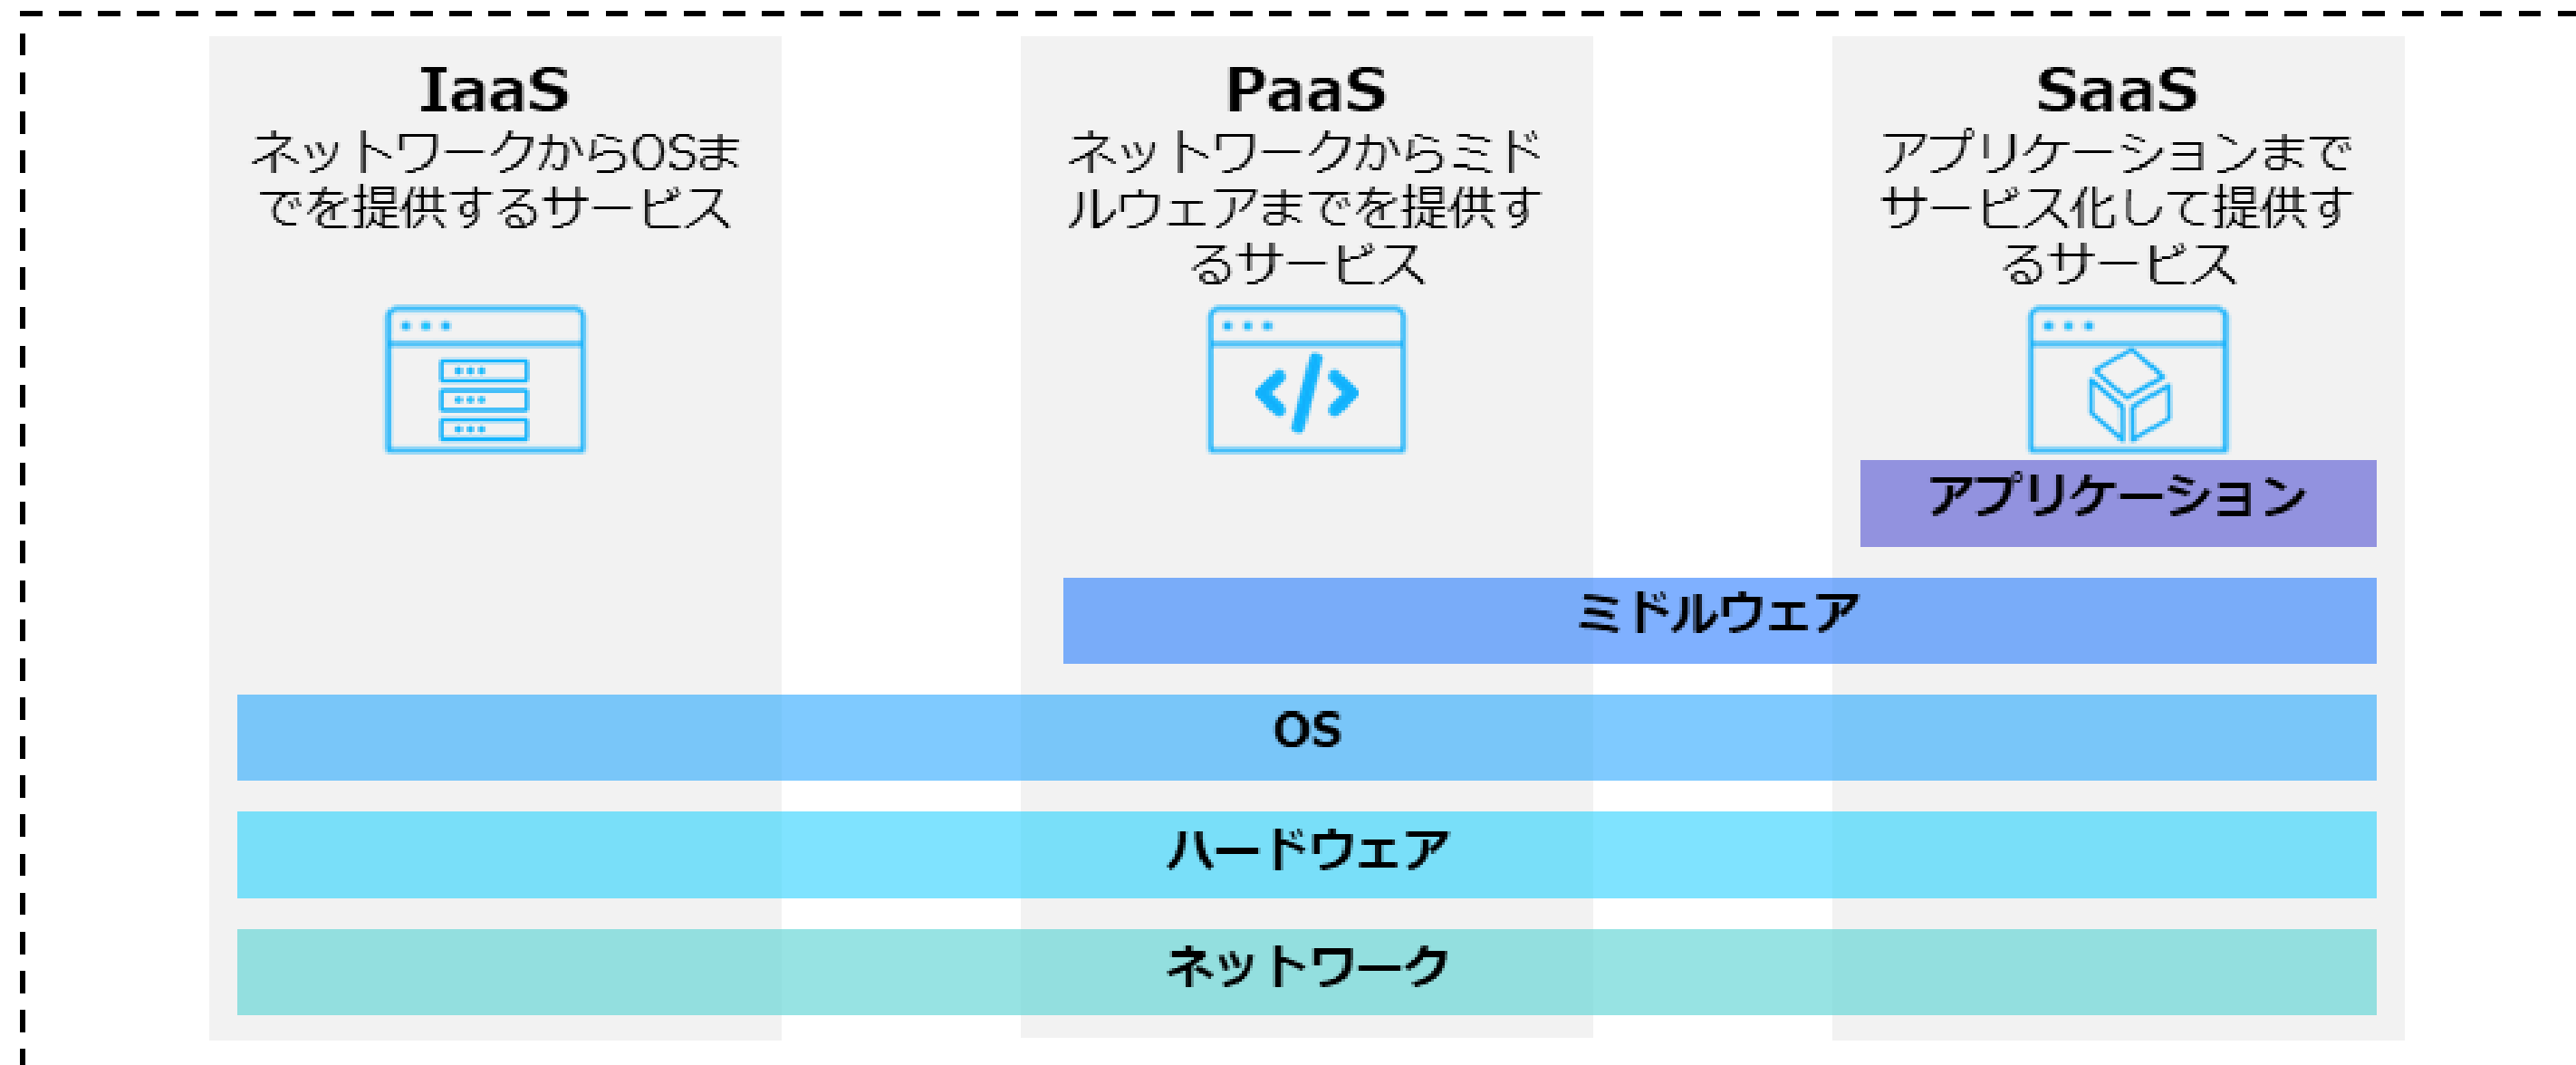 IaaS
ネットワークからOSま
でを提供するサービス
PaaS
ネットワークからミド
ルウェアまでを提供す
るサービス
SaaS
アプリケーションまで
サービス化して提供す
るサービス
アプリケーション
ミドルウェア
OS
ハードウェア
ネットワーク